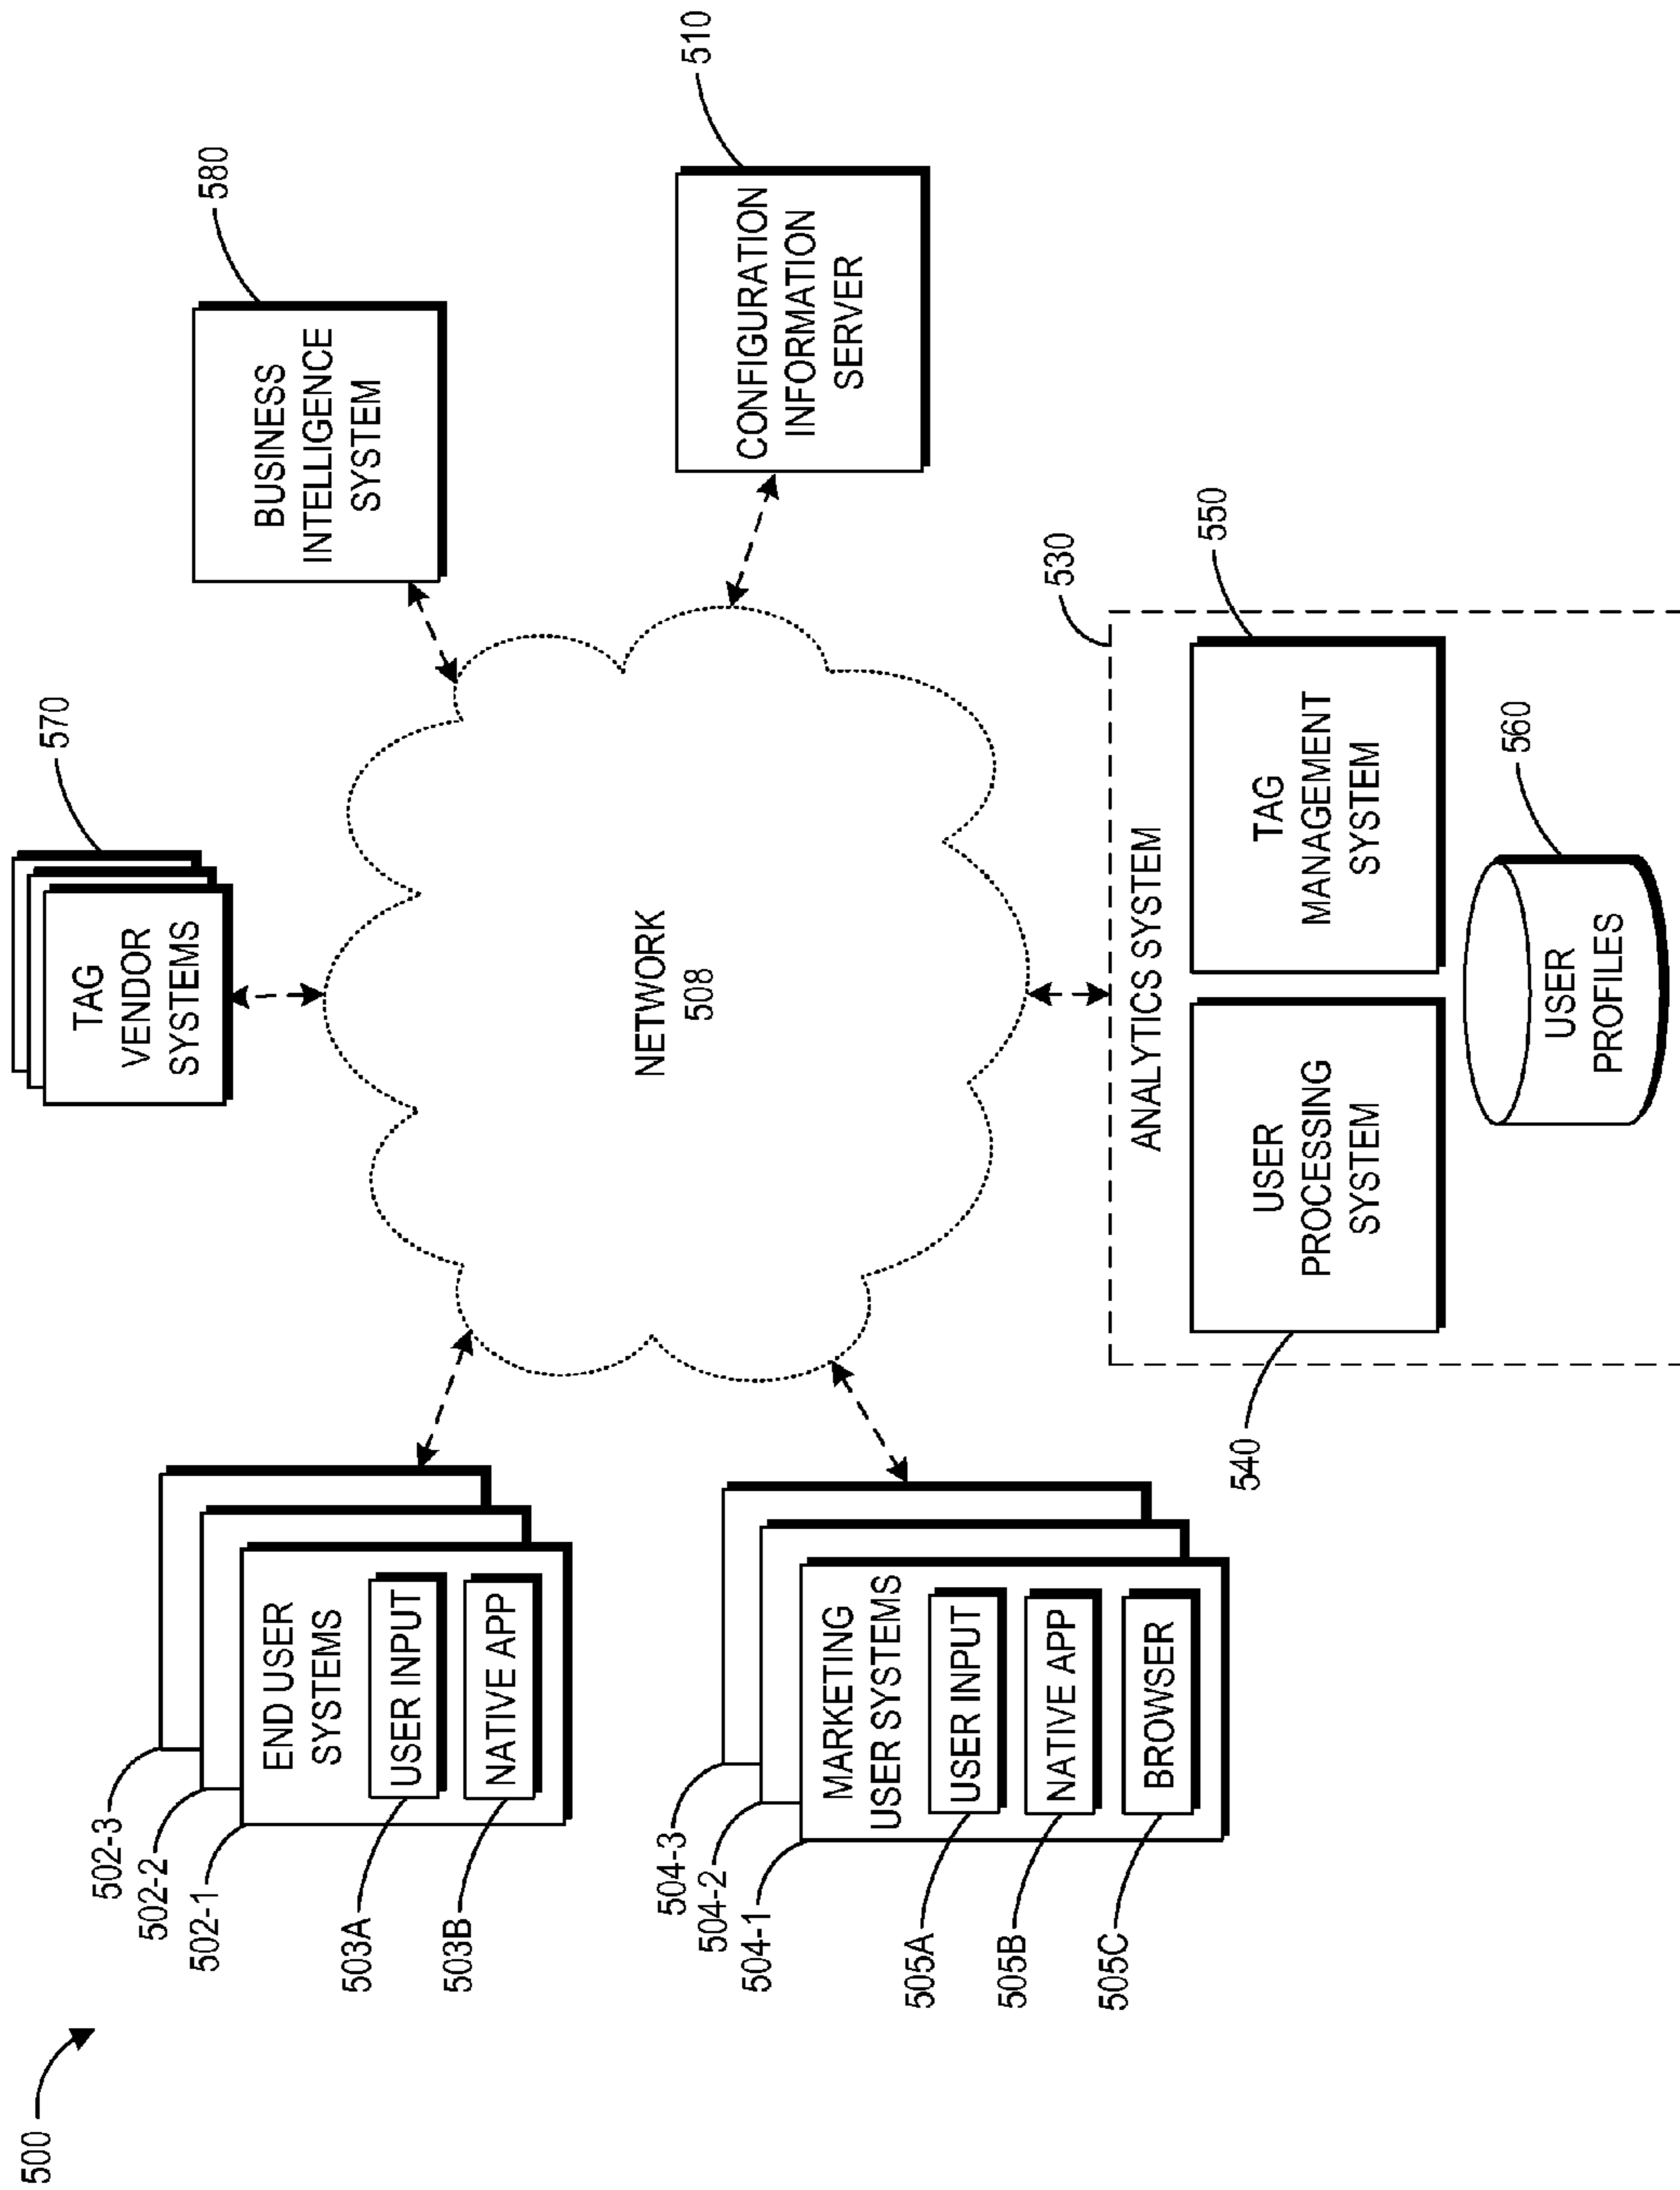 500
502-3
502-2
502-1
END USER
SYSTEMS
USER INPUT
NATIVE APP
503A
503B
504-3
504-2
504-1
MARKETING
USER SYSTEMS
USER INPUT
NATIVE APP
BROWSER
505A
505B
505C
TAG
VENDOR
SYSTEMS
570
NETWORK
508
BUSINESS
INTELLIGENCE
SYSTEM
580
CONFIGURATION
INFORMATION
SERVER
510
ANALYTICS SYSTEM
530
USER
PROCESSING
SYSTEM
540
TAG
MANAGEMENT
SYSTEM
550
USER
PROFILES
560